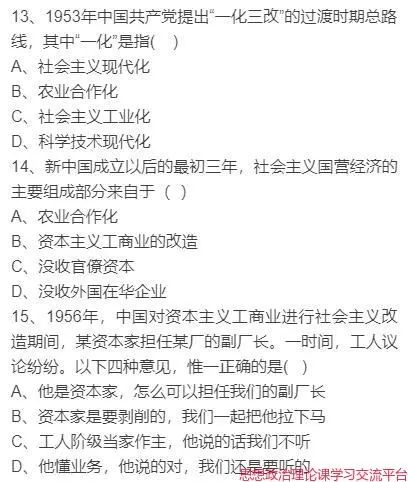 13、1953年中国共产党提出“一化三改”的过渡时期总路
线，其中“一化”是指(　)
A、社会主义现代化
B、农业合作化
C、社会主义工业化
D、科学技术现代化
14、新中国成立以后的最初三年，社会主义国营经济的
主要组成部分来自于（ ）
A、农业合作化
B、资本主义工商业的改造
C、没收官僚资本
D、没收外国在华企业
15、1956年，中国对资本主义工商业进行社会主义改
造期间，某资本家担任某厂的副厂长。一时间，工人议
论纷纷。以下四种意见，惟一正确的是(　)
A、他是资本家，怎么可以担任我们的副厂长
B、资本家是要剥削的，我们一起把他拉下马
C、工人阶级当家作主，他说的话我们不听
D、他懂业务，他说的对，我们还是要听的
思想政治理论课学习交流平台